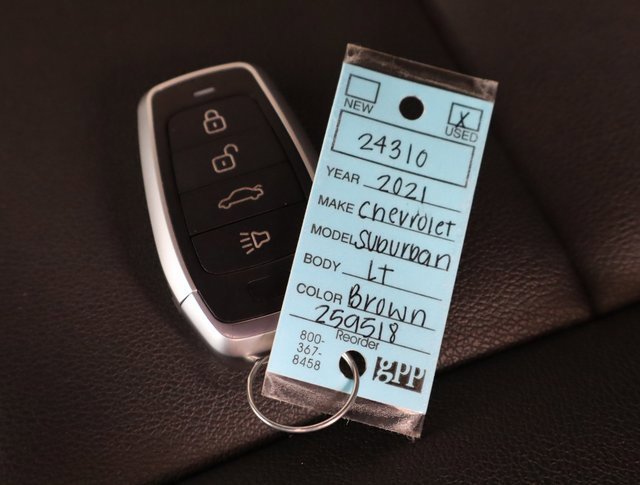 NEW
X
USED
24310
YEAR 2021
MAKE Chevrolet
MODEL Suburban
BODY LT
COLOR Brown
259518
800-
367-
8458
Reorder
gpp